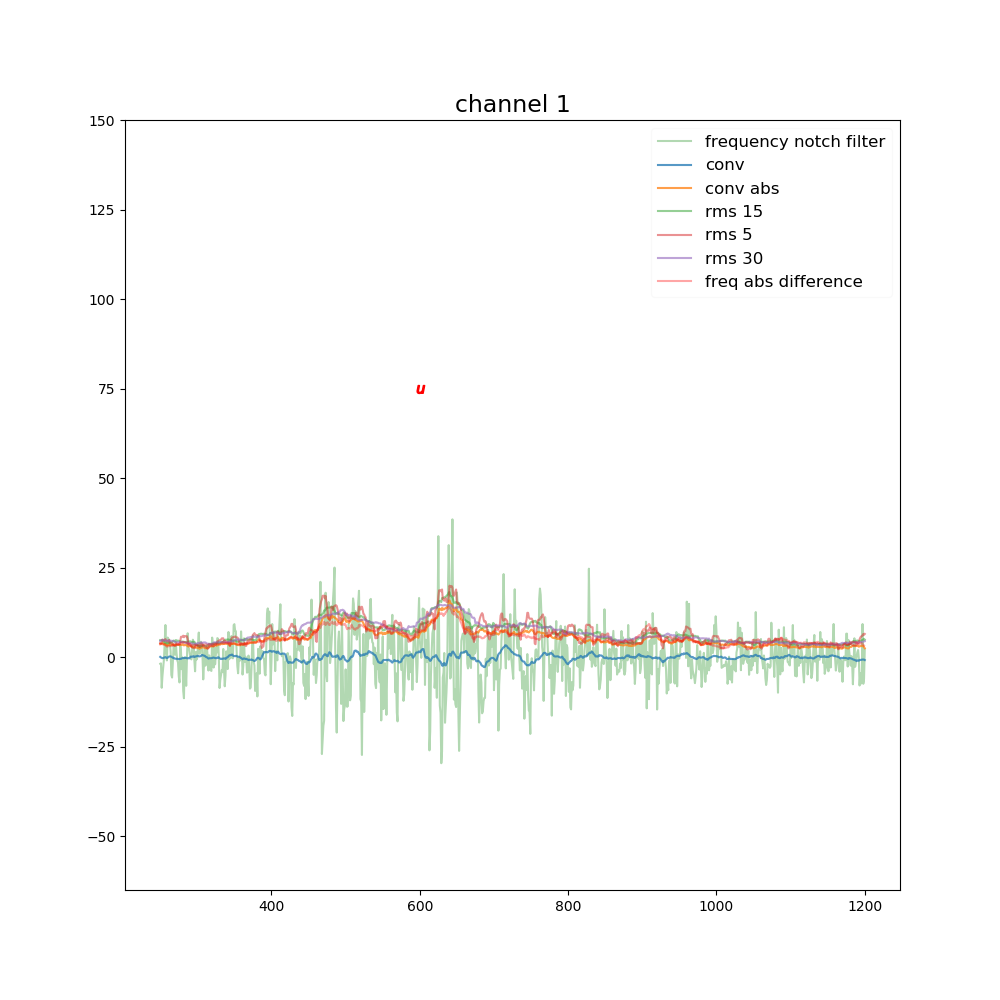 channel 1
150
125
100
75
50
25
0
−25
−50
frequency notch filter
conv
conv abs
rms 15
rms 5
rms 30
freq abs difference
u
400 600 800 1000 1200